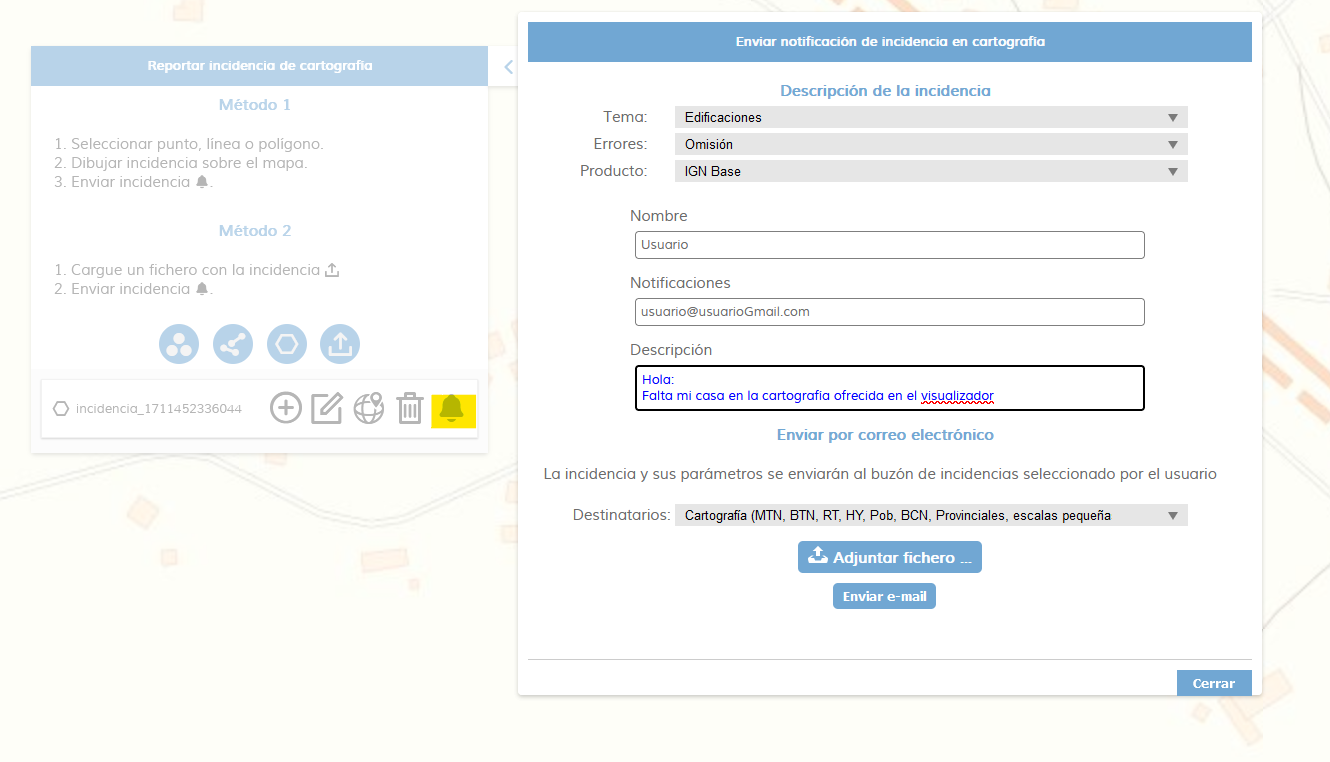 Reportar incidencia de cartografía
Método 1
1. Seleccionar punto, línea o polígono.
2. Dibujar incidencia sobre el mapa.
3. Enviar incidencia .
Método 2
1. Cargue un fichero con la incidencia
2. Enviar incidencia .
incidencia_1711452336044
Enviar notificación de incidencia en cartografía
Descripción de la incidencia
Tema: Edificaciones
Errores: Omisión
Producto: IGN Base
Nombre
Usuario
Notificaciones
usuario@usuarioGmail.com
Descripción
Hola:
Falta mi casa en la cartografia ofrecida en el visualizador
Enviar por correo electrónico
La incidencia y sus parámetros se enviarán al buzón de incidencias seleccionado por el usuario
Destinatarios: Cartografía (MTN, BTN, RT, HY, Pob, BCN, Provinciales, escalas pequeña
Adjuntar fichero ...
Enviar e-mail
Cerrar